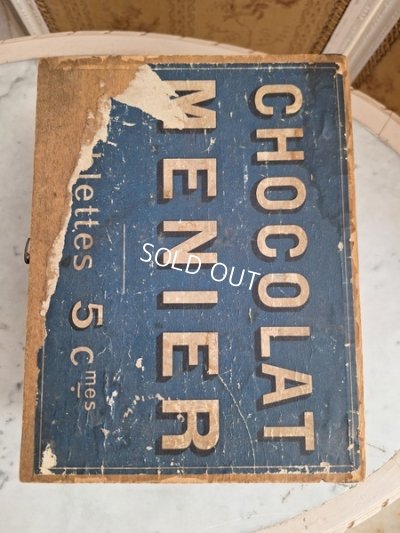 CHOCOLAT
MENIER
lettes 5 cmes
SOLD OUT